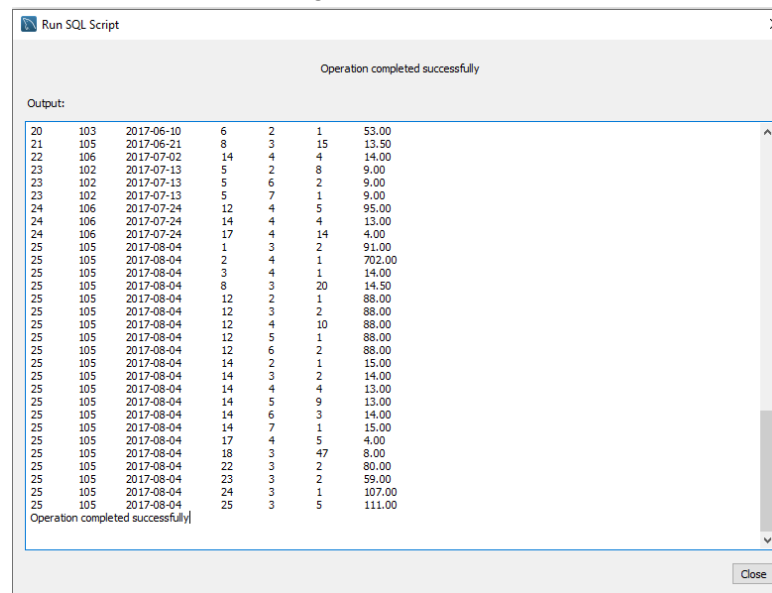 Run SQL Script
Operation completed successfully
Output:
20 103 2017-06-10 6 2 1 53.00
21 105 2017-06-21 8 3 15 13.50
22 106 2017-07-02 14 4 4 14.00
23 102 2017-07-13 5 2 8 9.00
23 102 2017-07-13 5 6 2 9.00
23 102 2017-07-13 5 7 1 9.00
24 106 2017-07-24 12 4 5 95.00
24 106 2017-07-24 14 4 4 13.00
24 106 2017-07-24 17 4 14 4.00
25 105 2017-08-04 1 3 2 91.00
25 105 2017-08-04 2 4 1 702.00
25 105 2017-08-04 3 4 1 14.00
25 105 2017-08-04 8 3 20 14.50
25 105 2017-08-04 12 2 1 88.00
25 105 2017-08-04 12 3 2 88.00
25 105 2017-08-04 12 4 10 88.00
25 105 2017-08-04 12 5 1 88.00
25 105 2017-08-04 12 6 2 88.00
25 105 2017-08-04 14 2 1 15.00
25 105 2017-08-04 14 3 2 14.00
25 105 2017-08-04 14 4 4 13.00
25 105 2017-08-04 14 5 9 13.00
25 105 2017-08-04 14 6 3 14.00
25 105 2017-08-04 14 7 1 15.00
25 105 2017-08-04 17 4 5 4.00
25 105 2017-08-04 18 3 47 8.00
25 105 2017-08-04 22 3 2 80.00
25 105 2017-08-04 23 3 2 59.00
25 105 2017-08-04 24 3 1 107.00
25 105 2017-08-04 25 3 5 111.00
Operation completed successfully
Close